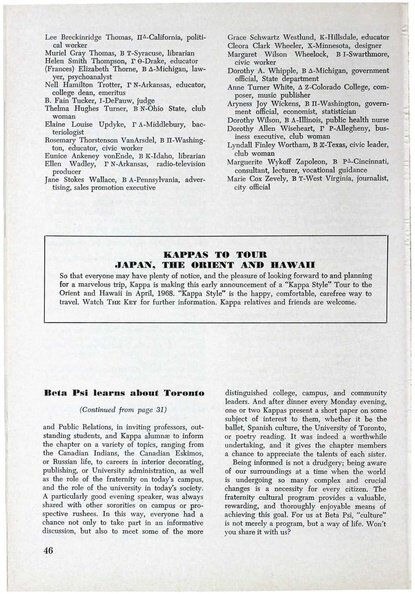 Lee Breckinridge Thomas, Π Δ-California, politi-
cal worker
Muriel Gray Thomas, B T-Syracuse, librarian
Helen Smith Thompson, Γ Θ-Drake, educator
(Frances) Elizabeth Thorne, B Δ-Michigan, law-
yer, psychoanalyst
Nell Hamilton Trotter, Γ N-Arkansas, educator,
college dean, emeritus
B. Fain Tucker, I-DePauw, judge
Thelma Hughes Turner, B N-Ohio State, club
woman
Elaine Louise Updyke, Γ Λ-Middlebury, bac-
teriologist
Rosemary Thorstenson VanArsdel, B Π-Washing-
ton, educator, civic worker
Eunice Ankeney vonEnde, B K-Idaho, librarian
Ellen Wadley, Γ N-Arkansas, radio-television
producer
Jane Stokes Wallace, B A-Pennsylvania, adver-
tising, sales promotion executive
Grace Schwartz Westlund, K-Hillsdale, educator
Cleora Clark Wheeler, X-Minnesota, designer
Margaret Wilson Wheelock, B I-Swarthmore,
civic worker
Dorothy A. Whipple, B Δ-Michigan, government
official, State department
Anne Turner White, Δ Z-Colorado College, com-
poser, music publisher
Aryness Joy Wickens, B Π-Washington, govern-
ment official, economist, statistician
Dorothy Wilson, B Λ-Illinois, public health nurse
Dorothy Allen Wiseheart, Γ P-Allegheny, busi-
ness executive, club woman
Lyndall Finley Wortham, B Ξ-Texas, civic leader,
club woman
Marguerite Wykoff Zapoleon, B PΔ-Cincinnati,
consultant, lecturer, vocational guidance
Marie Cox Zevely, B T-West Virginia, journalist,
city official
KAPPAS TO TOUR
JAPAN, THE ORIENT AND HAWAII
So that everyone may have plenty of notice, and the pleasure of looking forward to and planning
for a marvelous trip, Kappa is making this early announcement of a "Kappa Style" Tour to the
Orient and Hawaii in April, 1968. "Kappa Style" is the happy, comfortable, carefree way to
travel. Watch THE KEY for further information. Kappa relatives and friends are welcome.
Beta Psi learns about Toronto
(Continued from page 31)
and Public Relations, in inviting professors, out-
standing students, and Kappa alumnæ to inform
the chapter on a variety of topics, ranging from
the Canadian Indians, the Canadian Eskimos,
or Russian life, to careers in interior decorating,
publishing, or University administration, as well
as the role of the fraternity on today's campus,
and the role of the university in today's society.
A particularly good evening speaker, was always
shared with other sororities on campus or pro-
spective rushees. In this way, everyone had a
chance not only to take part in an informative
discussion, but also to meet some of the more
distinguished college, campus, and community
leaders. And after dinner every Monday evening,
one or two Kappas present a short paper on some
subject of interest to them, whether it be the
ballet, Spanish culture, the University of Toronto,
or poetry reading. It was indeed a worthwhile
undertaking, and it gives the chapter members
a chance to appreciate the talents of each sister.
Being informed is not a drudgery; being aware
of our surroundings at a time when the world
is undergoing so many complex and crucial
changes is a necessity for every citizen. The
fraternity cultural program provides a valuable,
rewarding, and thoroughly enjoyable means of
achieving this goal. For us at Beta Psi, "culture"
is not merely a program, but a way of life. Won't
you share it with us?
46